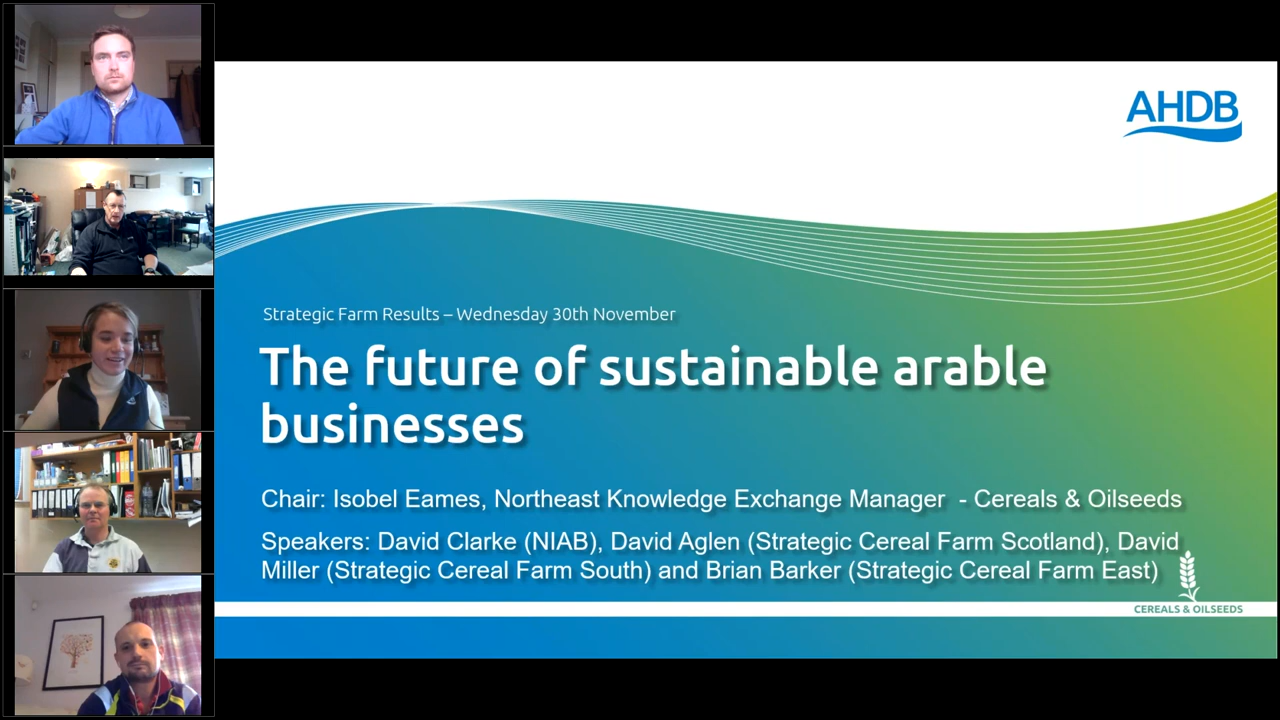 AHDB
Strategic Farm Results – Wednesday 30th November
The future of sustainable arable
businesses
Chair: Isobel Eames, Northeast Knowledge Exchange Manager - Cereals & Oilseeds
Speakers: David Clarke (NIAB), David Aglen (Strategic Cereal Farm Scotland), David
Miller (Strategic Cereal Farm South) and Brian Barker (Strategic Cereal Farm East)
CEREALS & OILSEEDS